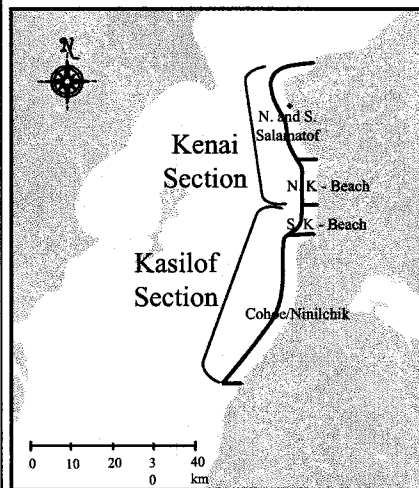 N
N. and S.
Salamatof
Kenai
Section
N. K - Beach
S. K - Beach
Kasilof
Section
Cohoe/Ninilchik
0 10 20 3 40
0 km